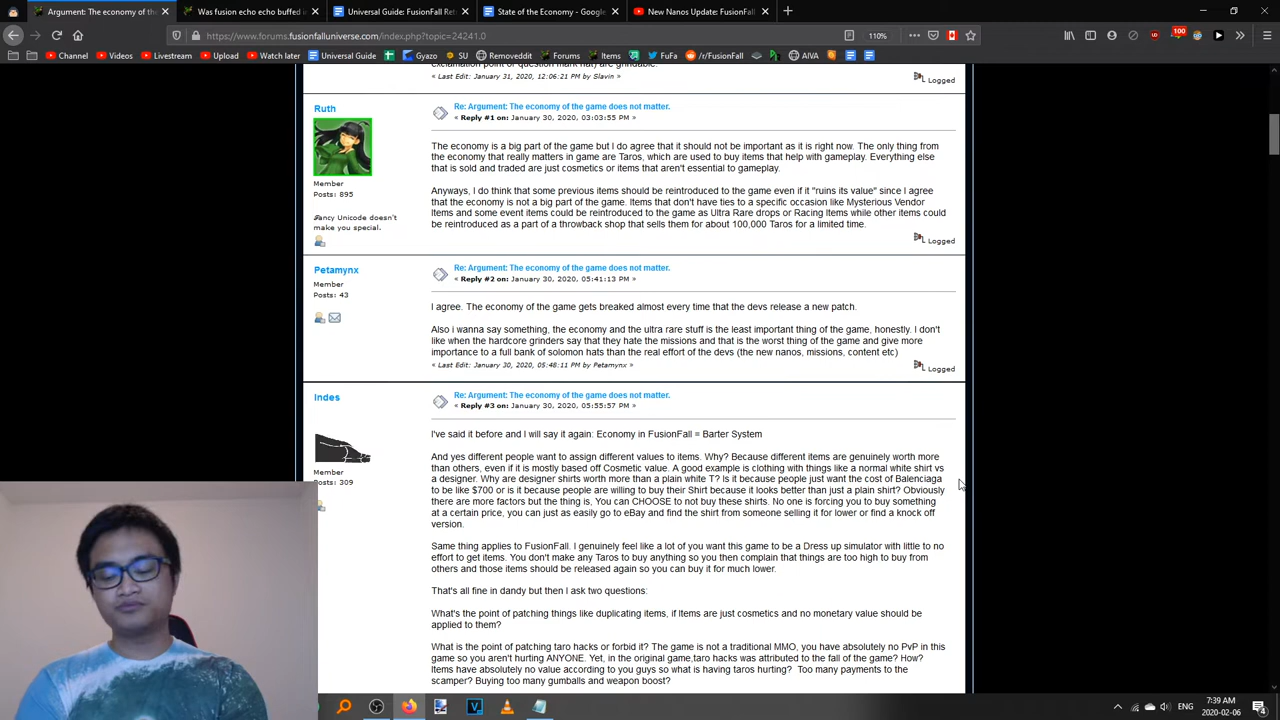 Argument: The economy of the
Was fusion echo echo buffed in
Universal Guide: FusionFall Ret
State of the Economy - Google
New Nanos Update: FusionFall
https://www.forums.fusionfalluniverse.com/index.php?topic=24241.0
110%
100
Channel
Videos
Livestream
Upload
Watch Later
Universal Guide
Gyazo
SMub
Removeddit
Forums
Items
FuFa
/r/FusionFall
AIVA
exclamation point or question mark hat) are grindable.
« Last Edit: January 31, 2020, 12:06:21 PM by Slavin »
Logged
Ruth
Re: Argument: The economy of the game does not matter.
« Reply #1 on: January 30, 2020, 03:03:55 PM »
The economy is a big part of the game but I do agree that it should not be important as it is right now. The only thing from
the economy that really matters in game are Taros, which are used to buy items that help with gameplay. Everything else
that is sold and traded are just cosmetics or items that aren't essential to gameplay.
Member
Posts: 895
Anyways, I do think that some previous items should be reintroduced to the game even if it "ruins its value" since I agree
that the economy is not a big part of the game. Items that don't have ties to a specific occasion like Mysterious Vendor
Items and some event items could be reintroduced to the game as Ultra Rare drops or Racing Items while other items could
be reintroduced as a part of a throwback shop that sells them for about 100,000 Taros for a limited time.
Fancy Unicode doesn't
make you special.
Logged
Petamynx
Re: Argument: The economy of the game does not matter.
« Reply #2 on: January 30, 2020, 05:41:13 PM »
Member
Posts: 43
I agree. The economy of the game gets breaked almost every time that the devs release a new patch.
Also i wanna say something, the economy and the ultra rare stuff is the least important thing of the game, honestly. I don't
like when the hardcore grinders say that they hate the missions and that is the worst thing of the game and give more
importance to a full bank of solomon hats than the real effort of the devs (the new nanos, missions, content etc)
« Last Edit: January 30, 2020, 05:48:11 PM by Petamynx »
Logged
Indes
Re: Argument: The economy of the game does not matter.
« Reply #3 on: January 30, 2020, 05:55:57 PM »
I've said it before and I will say it again: Economy in FusionFall = Barter System
Member
Posts: 309
And yes different people want to assign different values to items. Why? Because different items are genuinely worth more
than others, even if it is mostly based off Cosmetic value. A good example is clothing with things like a normal white shirt vs
a designer. Why are designer shirts worth more than a plain white T? Is it because people just want the cost of Balenciaga
to be like $700 or is it because people are willing to buy their Shirt because it looks better than just a plain shirt? Obviously
there are more factors but the thing is, You can CHOOSE to not buy these shirts. No one is forcing you to buy something
at a certain price, you can just as easily go to eBay and find the shirt from someone selling it for lower or find a knock off
version.
Same thing applies to FusionFall. I genuinely feel like a lot of you want this game to be a Dress up simulator with little to no
effort to get items. You don't make any Taros to buy anything so you then complain that things are too high to buy from
others and those items should be released again so you can buy it for much lower.
That's all fine in dandy but then I ask two questions:
What's the point of patching things like duplicating items, if Items are just cosmetics and no monetary value should be
applied to them?
What is the point of patching taro hacks or forbid it? The game is not a traditional MMO, you have absolutely no PvP in this
game so you aren't hurting ANYONE. Yet, in the original game,taro hacks was attributed to the fall of the game? How?
Items have absolutely no value according to you guys so what is having taros hurting? Too many payments to the
scamper? Buying too many gumballs and weapon boost?
ENG
7:39 AM
2020-02-06